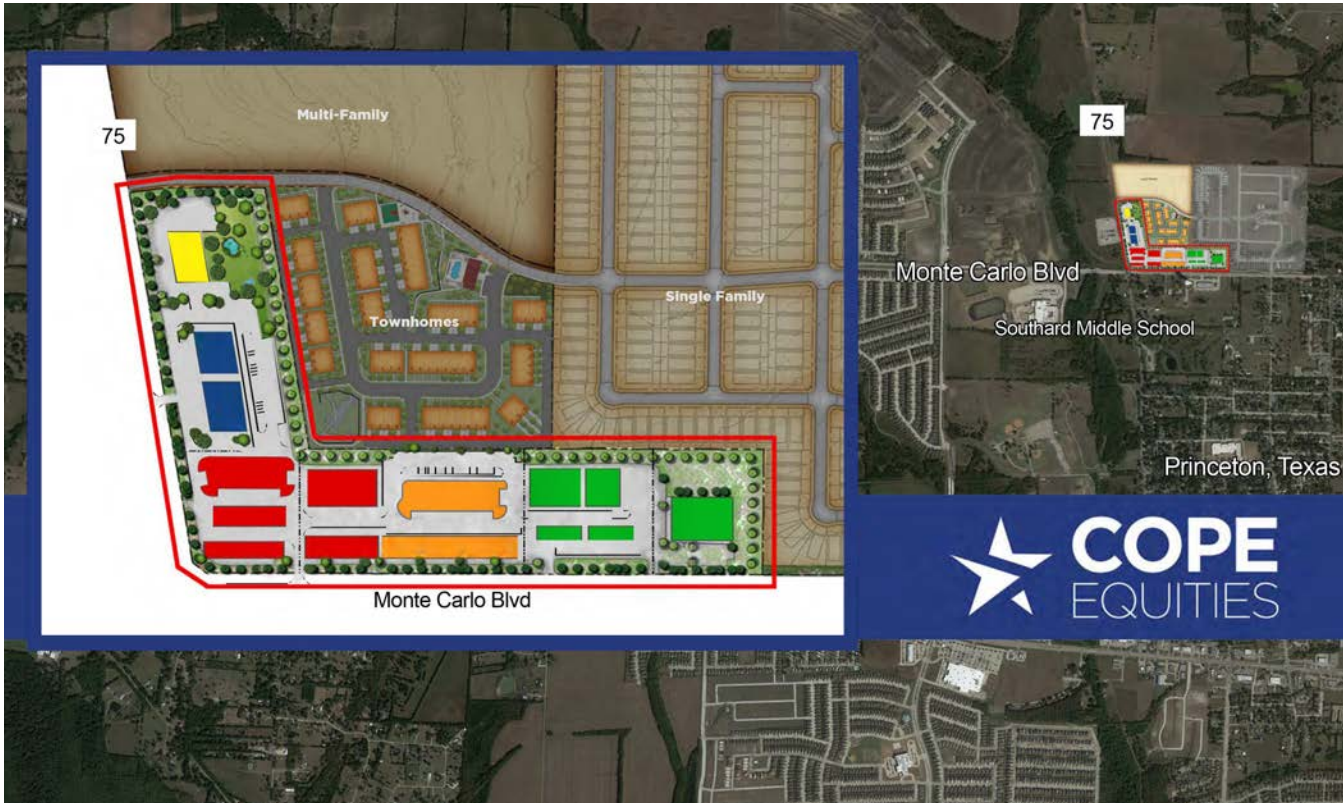 Multi-Family
75
Single Family
Townhomes
Monte Carlo Blvd
75
Monte Carlo Blvd
Southard Middle School
Princeton, Texas
COPE
EQUITIES